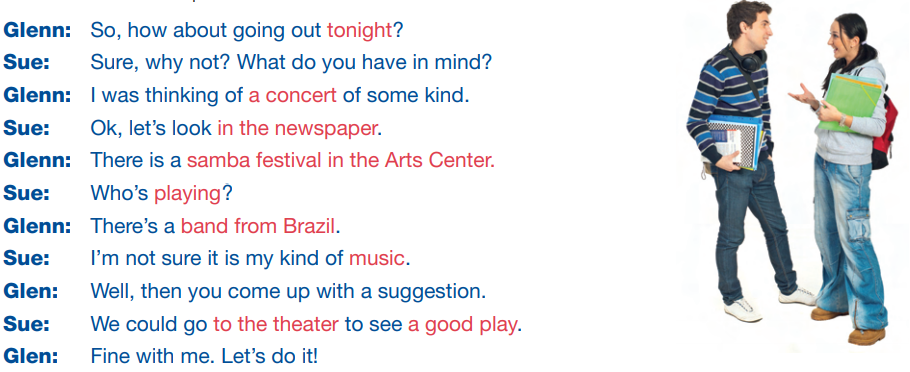 Glenn: So, how about going out tonight?
Sue: Sure, why not? What do you have in mind?
Glenn: I was thinking of a concert of some kind.
Sue: Ok, let's look in the newspaper.
Glenn: There is a samba festival in the Arts Center.
Sue: Who's playing?
Glenn: There's a band from Brazil.
Sue: I'm not sure it is my kind of music.
Glen: Well, then you come up with a suggestion.
Sue: We could go to the theater to see a good play.
Glen: Fine with me. Let's do it!